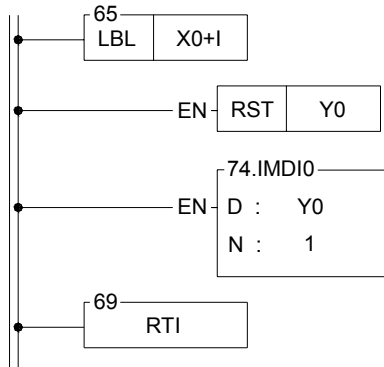 65
LBL X0+I
EN RST Y0
74.IMDI0
EN D : Y0
N : 1
69
RTI